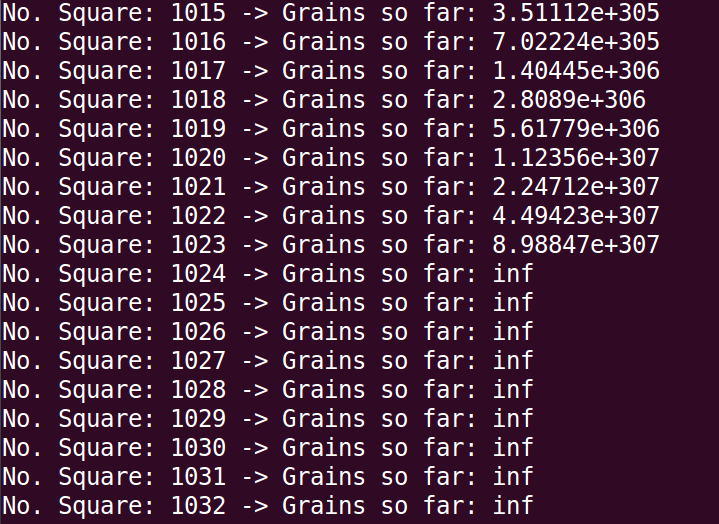 No. Square: 1015 -> Grains so far: 3.51112e+305
No. Square: 1016 -> Grains so far: 7.02224e+305
No. Square: 1017 -> Grains so far: 1.40445e+306
No. Square: 1018 -> Grains so far: 2.8089e+306
No. Square: 1019 -> Grains so far: 5.61779e+306
No. Square: 1020 -> Grains so far: 1.12356e+307
No. Square: 1021 -> Grains so far: 2.24712e+307
No. Square: 1022 -> Grains so far: 4.49423e+307
No. Square: 1023 -> Grains so far: 8.98847e+307
No. Square: 1024 -> Grains so far: inf
No. Square: 1025 -> Grains so far: inf
No. Square: 1026 -> Grains so far: inf
No. Square: 1027 -> Grains so far: inf
No. Square: 1028 -> Grains so far: inf
No. Square: 1029 -> Grains so far: inf
No. Square: 1030 -> Grains so far: inf
No. Square: 1031 -> Grains so far: inf
No. Square: 1032 -> Grains so far: inf